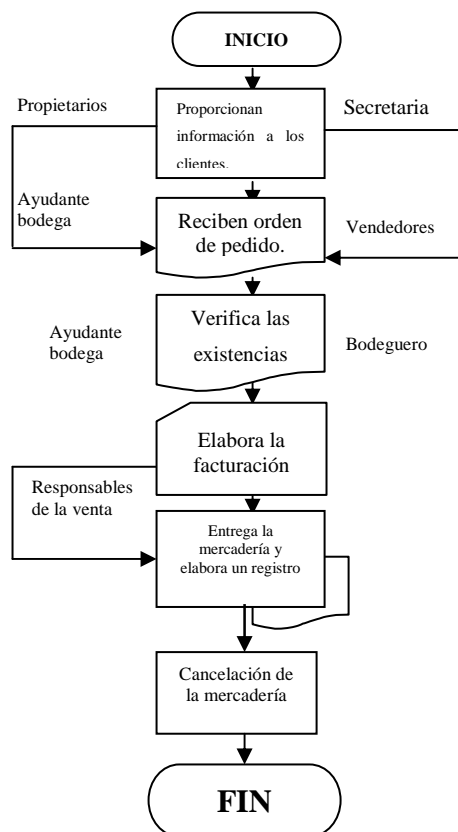 INICIO
Propietarios
Proporcionan
información a los
clientes.
Secretaria
Ayudante
bodega
Reciben orden
de pedido.
Vendedores
Verifica las
existencias
Ayudante
bodega
Bodeguero
Elabora la
facturación
Responsables
de la venta
Entrega la
mercadería y
elabora un registro
Cancelación de
la mercadería
FIN